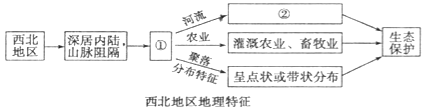 西北
地区
深居内陆、
山脉阻隔
①
河流
②
农业
灌溉农业、畜牧业
聚落
分布特征
呈点状或带状分布
生态
保护
西北地区地理特征